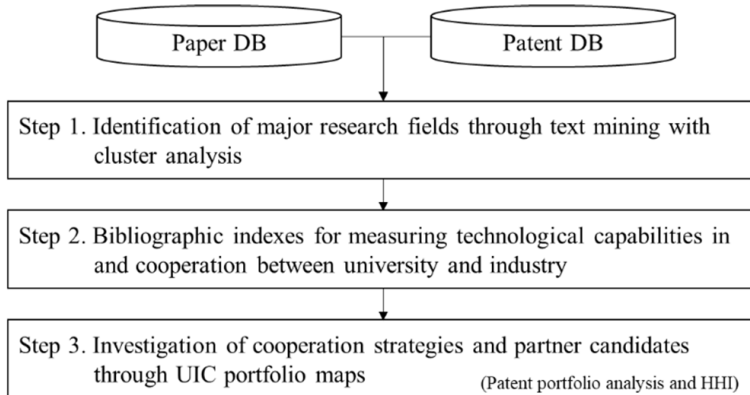 Paper DB
Patent DB
Step 1. Identification of major research fields through text mining with
cluster analysis
Step 2. Bibliographic indexes for measuring technological capabilities in
and cooperation between university and industry
Step 3. Investigation of cooperation strategies and partner candidates
through UIC portfolio maps
(Patent portfolio analysis and HHI)